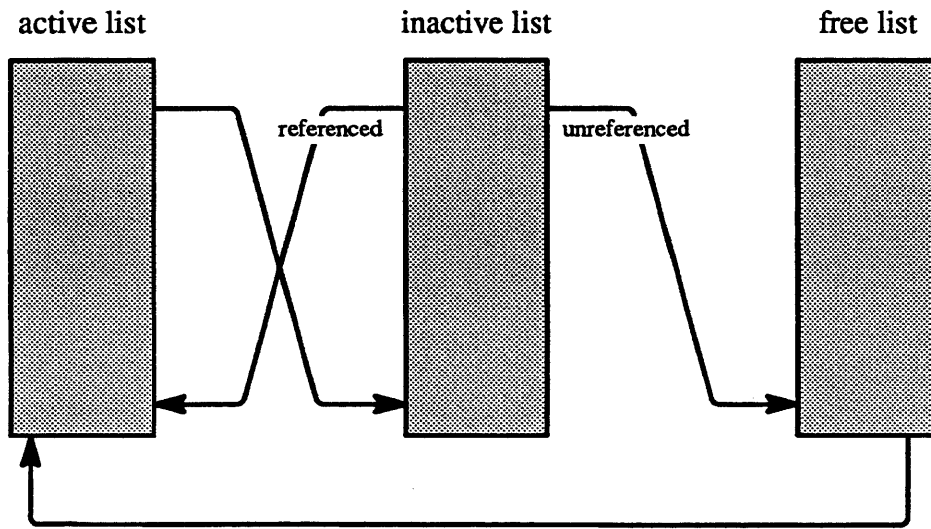 active list
inactive list
free list
referenced
unreferenced